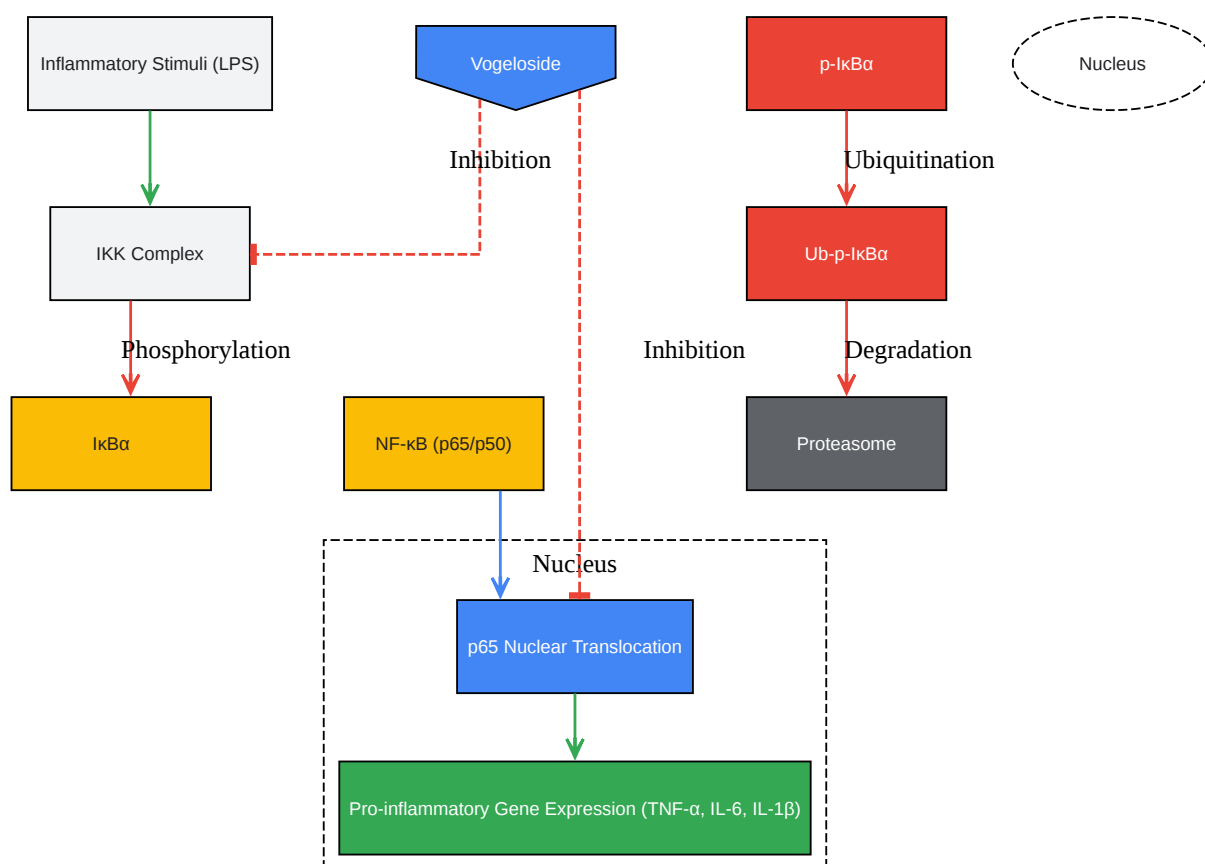 Inflammatory Stimuli (LPS)
Vogeloside
p-IκBα
Nucleus
Inhibition
Ubiquitination
IKK Complex
Ub-p-IκBα
Phosphorylation
Inhibition
Degradation
IκBα
NF-κB (p65/p50)
Proteasome
Nucleus
p65 Nuclear Translocation
Pro-inflammatory Gene Expression (TNF-α, IL-6, IL-1β)